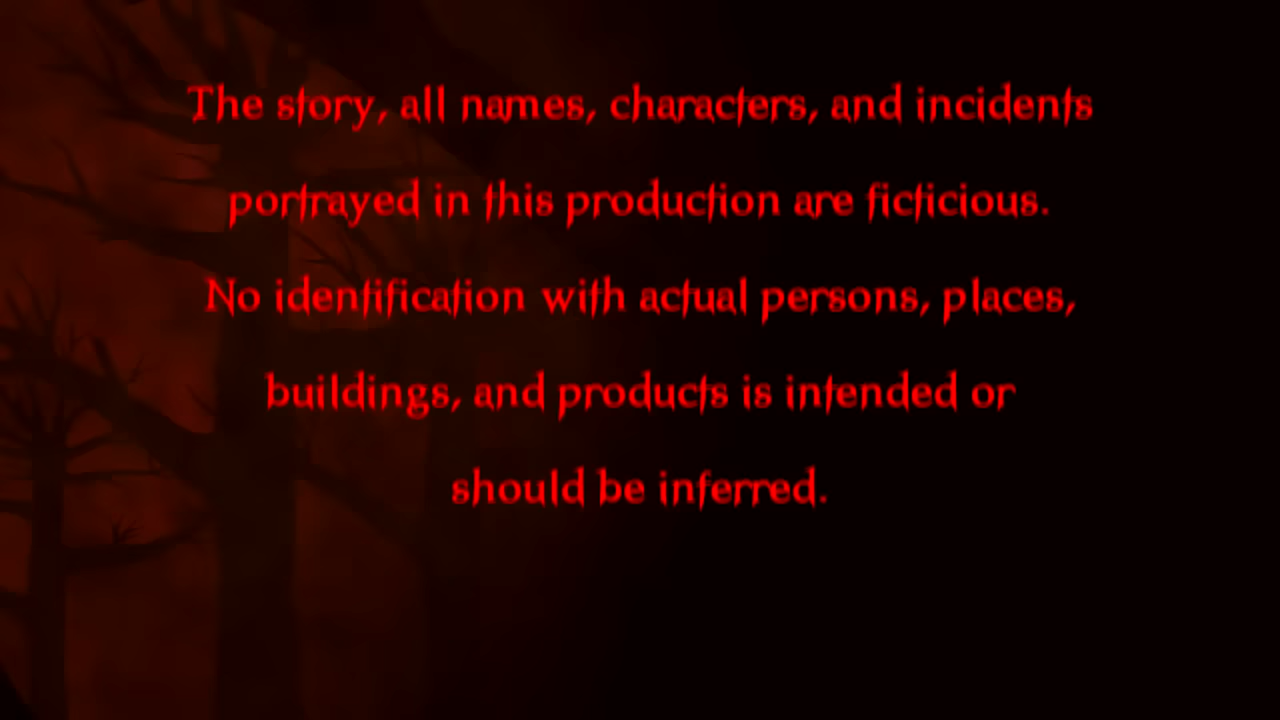 The story, all names, characters, and incidents
portrayed in this production are ficticious.
No identification with actual persons, places,
buildings, and products is intended or
should be inferred.